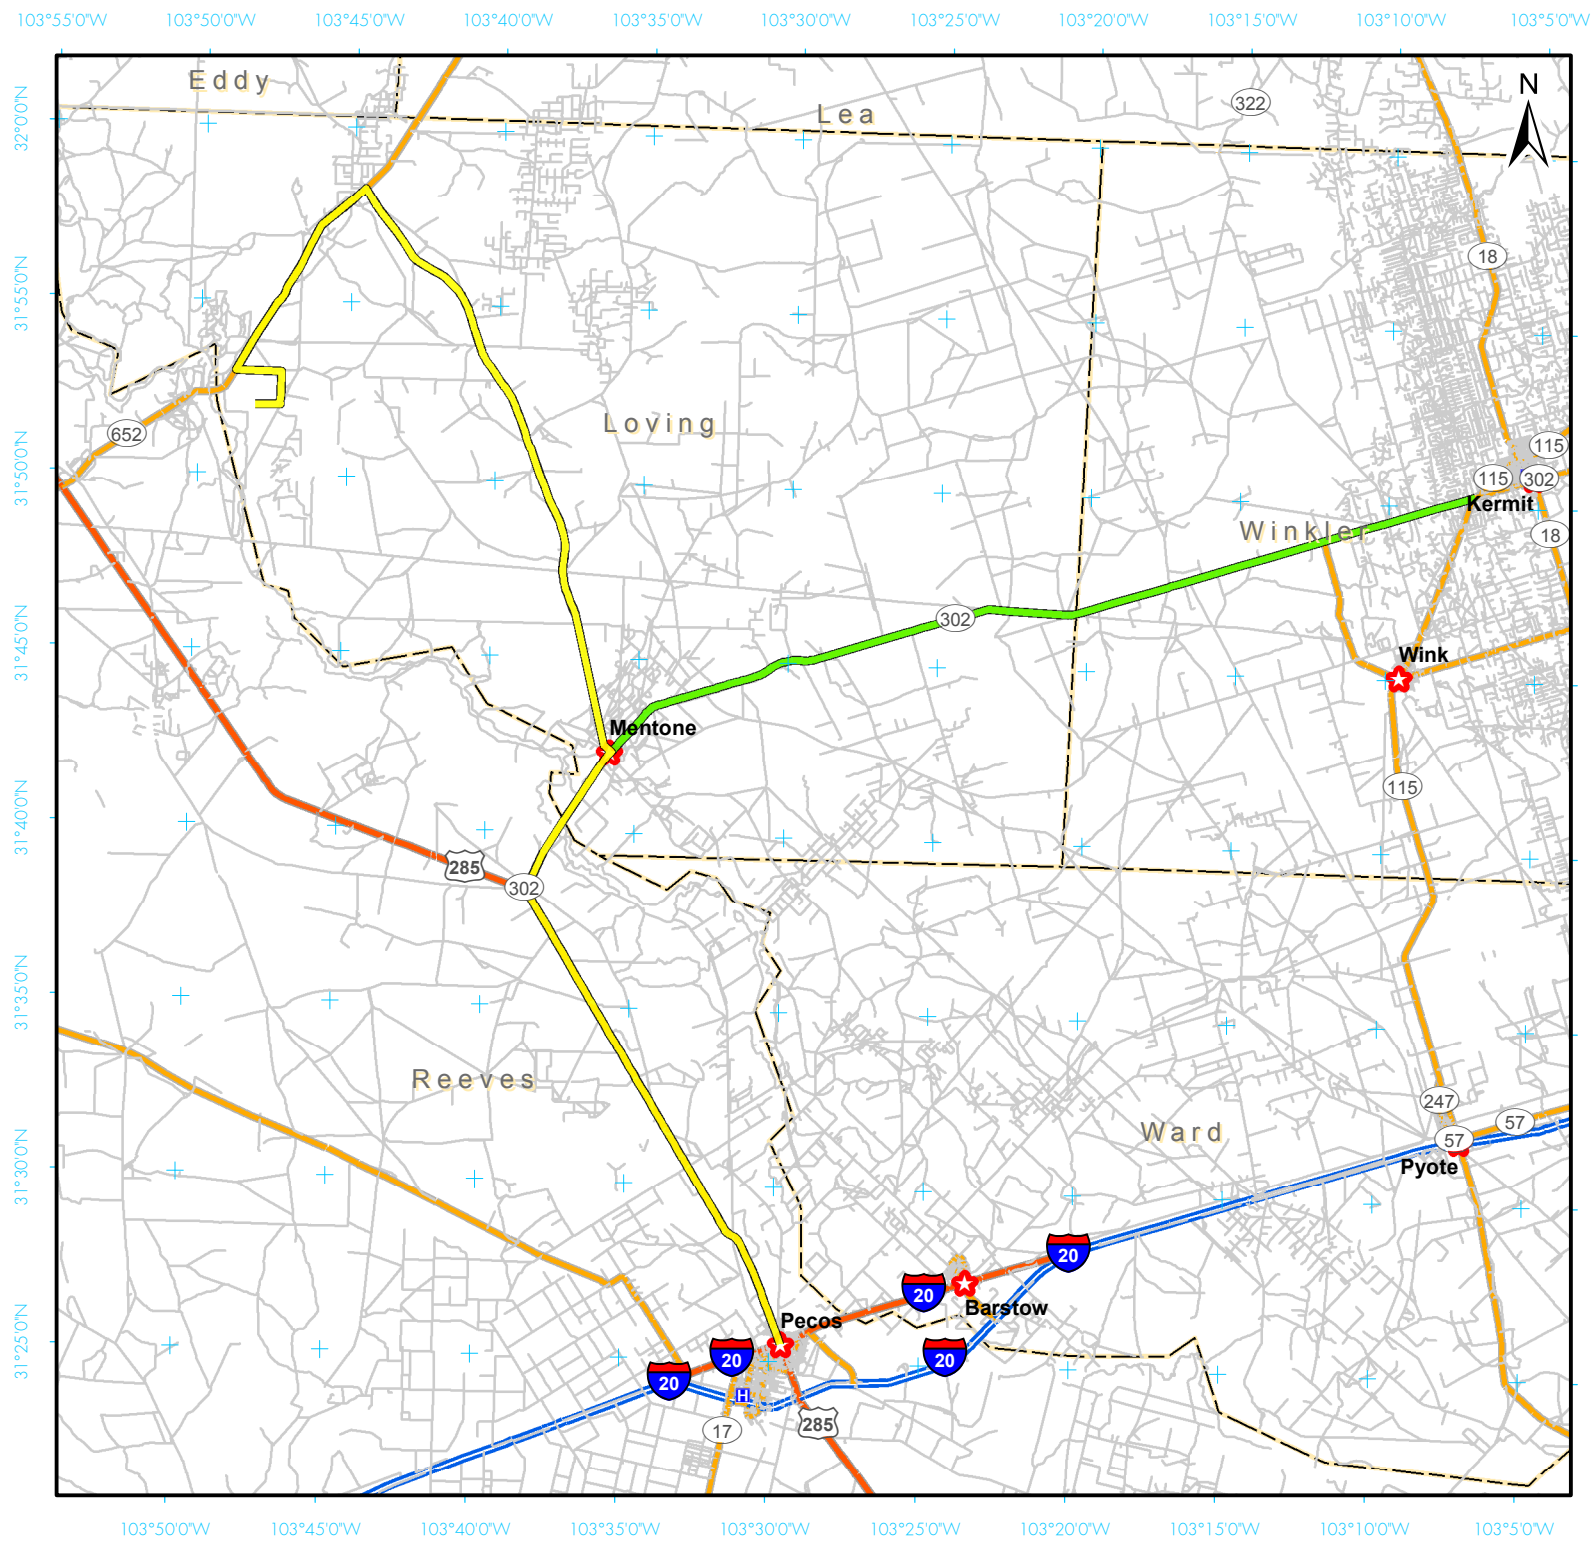 103°55'0"W 103°50'0"W 103°45'0"W 103°40'0"W 103°35'0"W 103°30'0"W 103°25'0"W 103°20'0"W 103°15'0"W 103°10'0"W 103°5'0"W
Eddy
Lea
322
N
32°0'0"N
18
31°55'0"N
Loving
652
115
31°50'0"N
115
302
Kermit
Winkler
18
302
31°45'0"N
Wink
Mentone
115
31°40'0"N
285
302
31°35'0"N
Reeves
247
57
Ward
57
31°30'0"N
Pyote
20
20
Barstow
Pecos
31°25'0"N
20
20
20
H
17
285
103°50'0"W 103°45'0"W 103°40'0"W 103°35'0"W 103°30'0"W 103°25'0"W 103°20'0"W 103°15'0"W 103°10'0"W 103°5'0"W